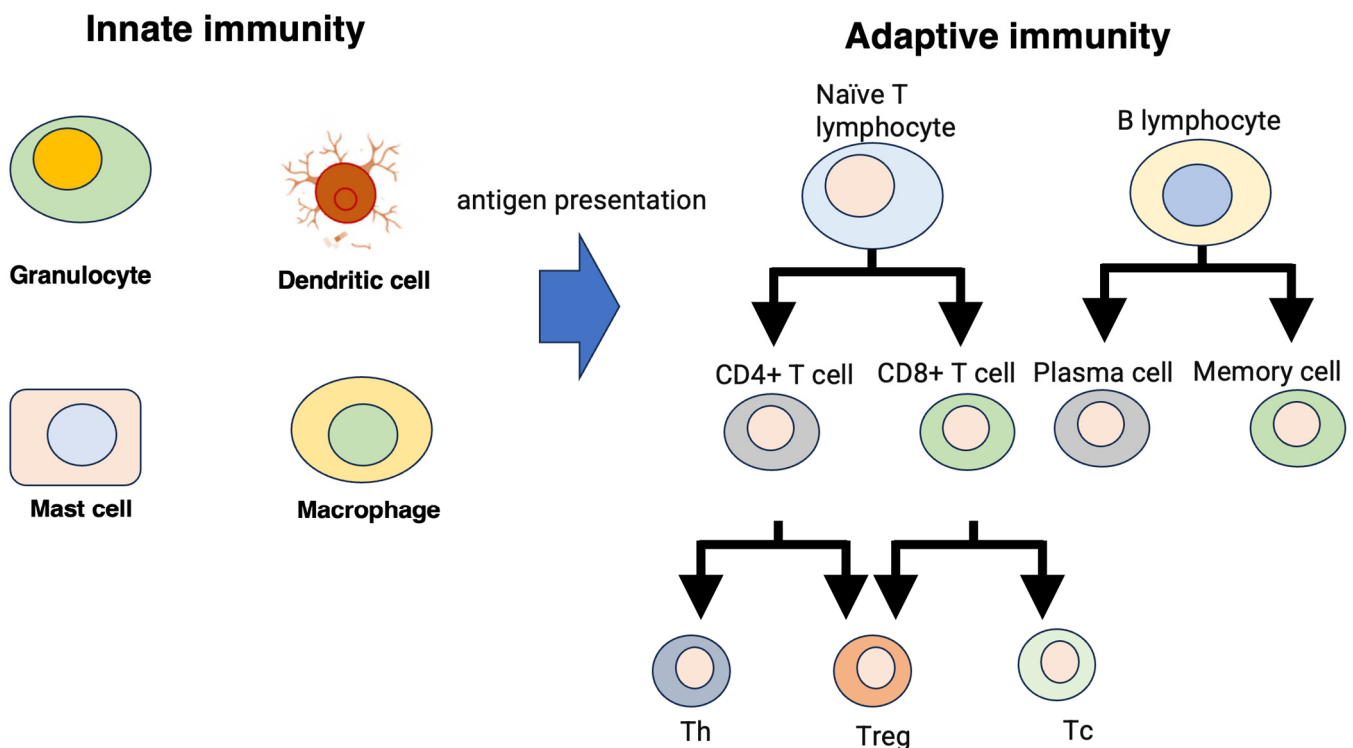 Innate immunity
Adaptive immunity
Granulocyte
Dendritic cell
Mast cell
Macrophage
antigen presentation
Naïve T
lymphocyte
B lymphocyte
CD4+ T cell
CD8+ T cell
Plasma cell
Memory cell
Th
Treg
Tc